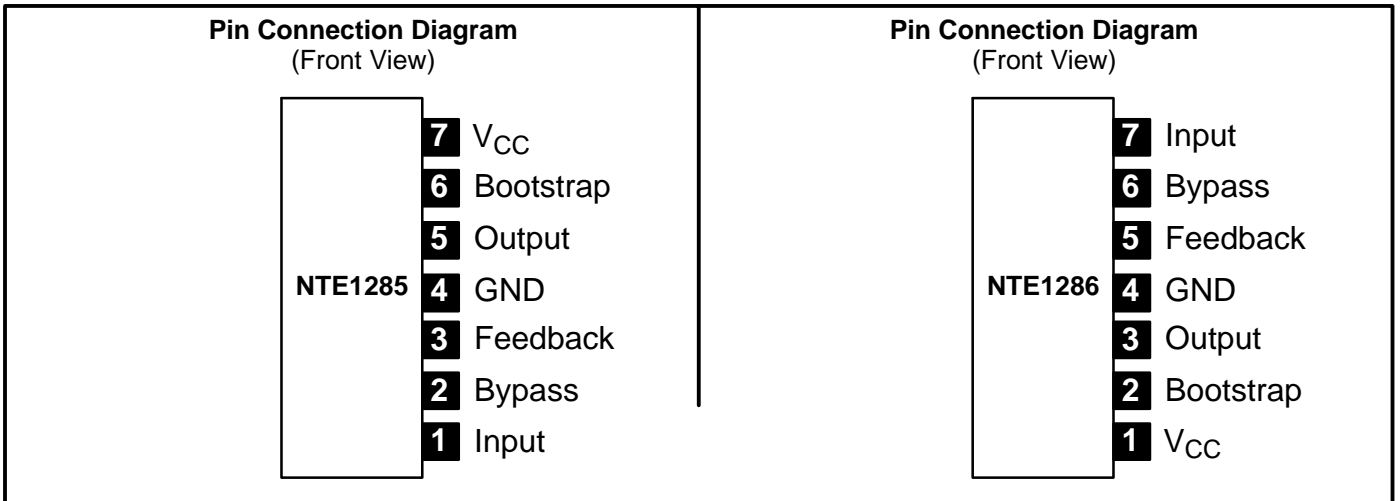 Pin Connection Diagram
(Front View)
7 VCC
6 Bootstrap
5 Output
NTE1285 4 GND
3 Feedback
2 Bypass
1 Input
Pin Connection Diagram
(Front View)
7 Input
6 Bypass
5 Feedback
NTE1286 4 GND
3 Output
2 Bootstrap
1 VCC